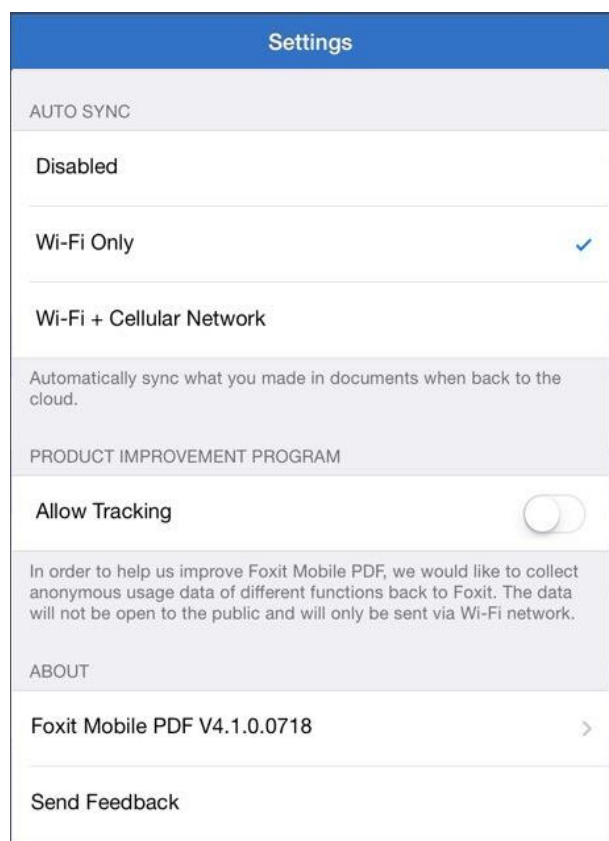 Settings
AUTO SYNC
Disabled
Wi-Fi Only
Wi-Fi + Cellular Network
Automatically sync what you made in documents when back to the
cloud.
PRODUCT IMPROVEMENT PROGRAM
Allow Tracking
In order to help us improve Foxit Mobile PDF, we would like to collect
anonymous usage data of different functions back to Foxit. The data
will not be open to the public and will only be sent via Wi-Fi network.
ABOUT
Foxit Mobile PDF V4.1.0.0718
Send Feedback